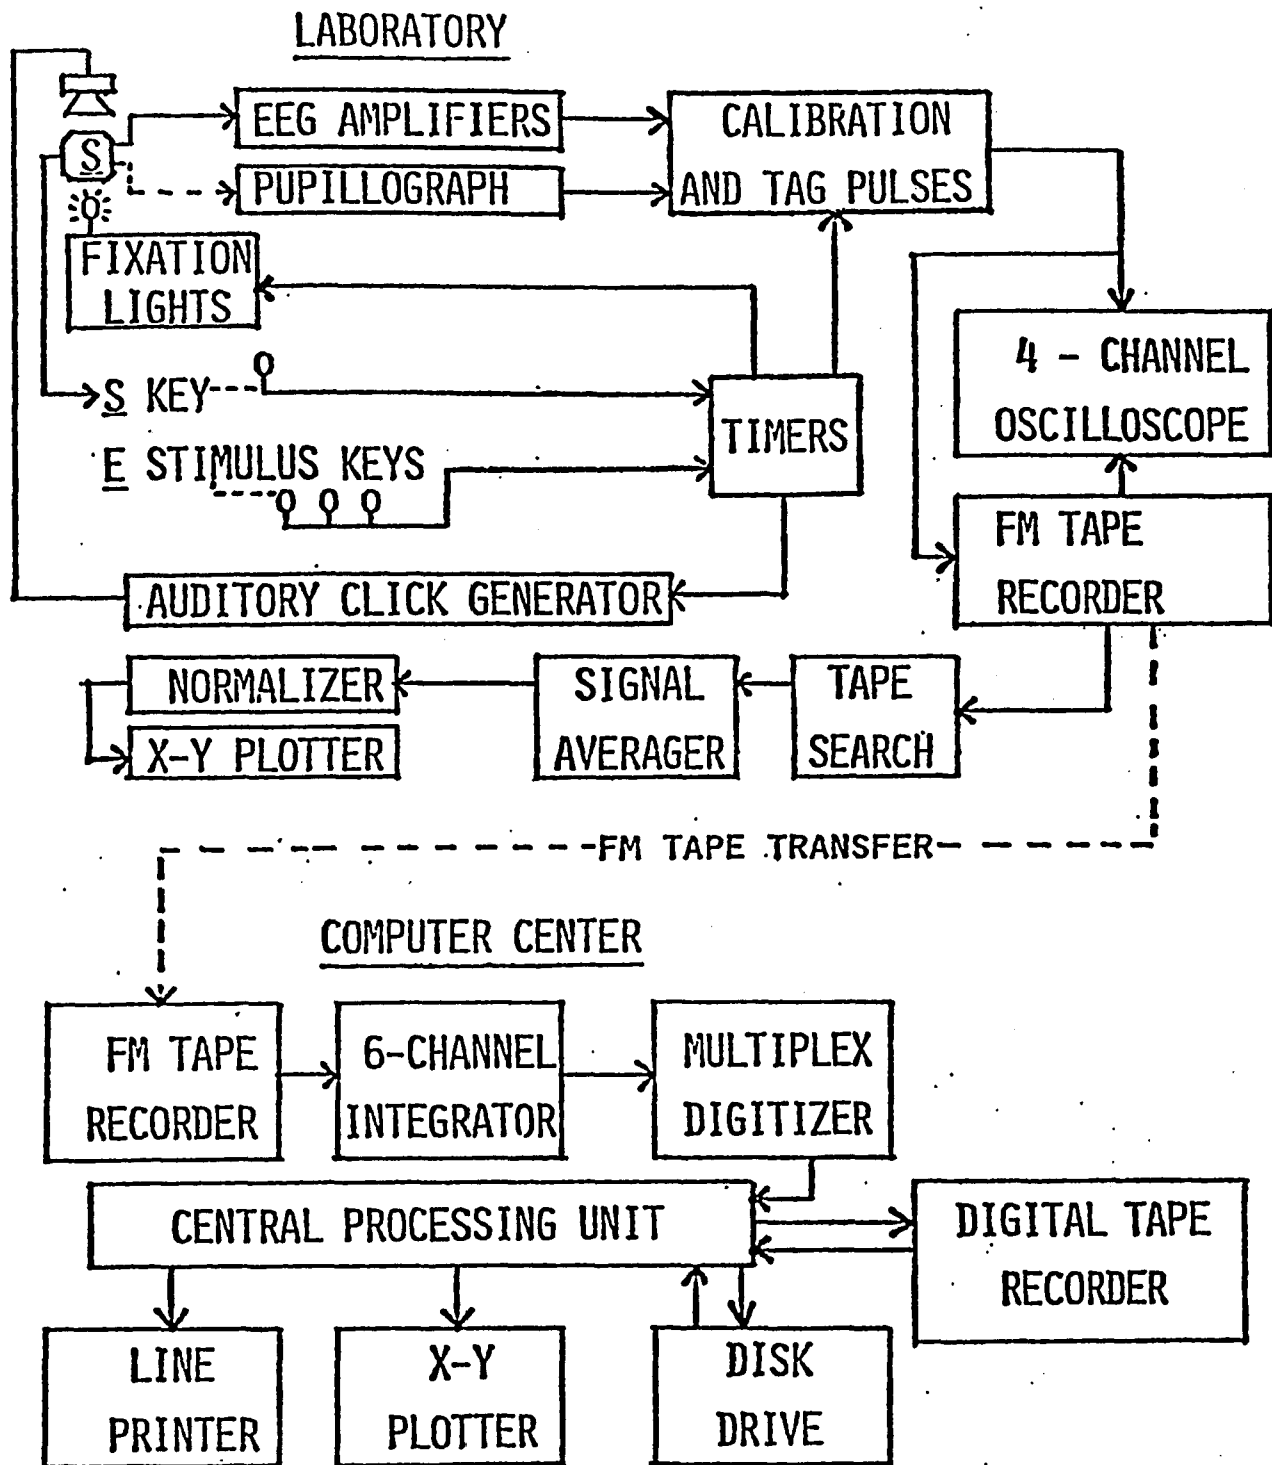 LABORATORY
EEG AMPLIFIERS
PUPILLOGRAPH
CALIBRATION
AND TAG PULSES
S
FIXATION
LIGHTS
S KEY
E STIMULUS KEYS
TIMERS
4 - CHANNEL
OSCILLOSCOPE
FM TAPE
RECORDER
AUDITORY CLICK GENERATOR
NORMALIZER
X-Y PLOTTER
SIGNAL
AVERAGER
TAPE
SEARCH
FM TAPE TRANSFER
COMPUTER CENTER
FM TAPE
RECORDER
6-CHANNEL
INTEGRATOR
MULTIPLEX
DIGITIZER
CENTRAL PROCESSING UNIT
DIGITAL TAPE
RECORDER
LINE
PRINTER
X-Y
PLOTTER
DISK
DRIVE